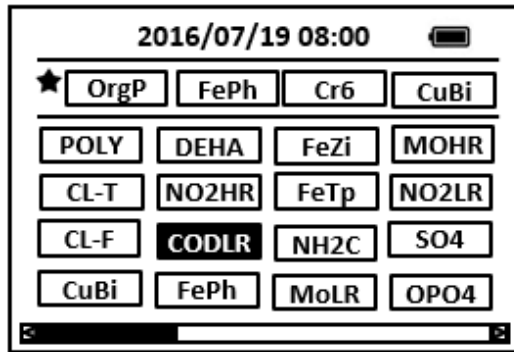 2016/07/19 08:00
OrgP FePh Cr6 CuBi
POLY DEHA FeZi MOHR
CL-T NO2HR FeTp NO2LR
CL-F CODLR NH2C SO4
CuBi FePh MoLR OPO4